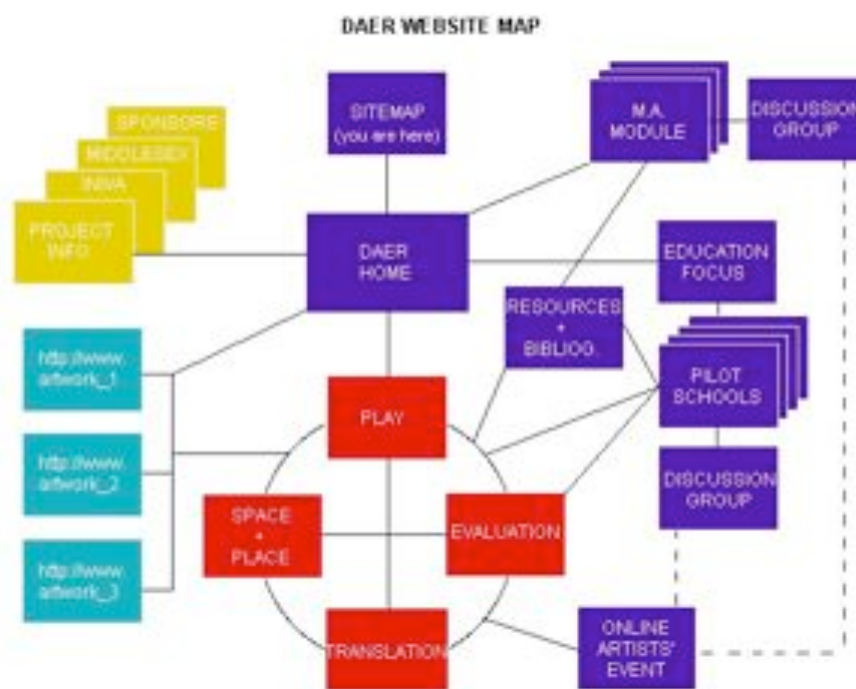 DAER WEBSITE MAP
SITEMAP
(you are here)
M.A.
MODULE
DISCUSSION
GROUP
SPONSORE
MIDDLESEX
INIVA
PROJECT
INFO
DAER
HOME
EDUCATION
FOCUS
RESOURCES
+
BIBLIOG.
http://www.
artwork_1
PILOT
SCHOOLS
PLAY
http://www.
artwork_2
DISCUSSION
GROUP
SPACE
+
PLACE
EVALUATION
http://www.
artwork_3
TRANSLATION
ONLINE
ARTISTS'
EVENT